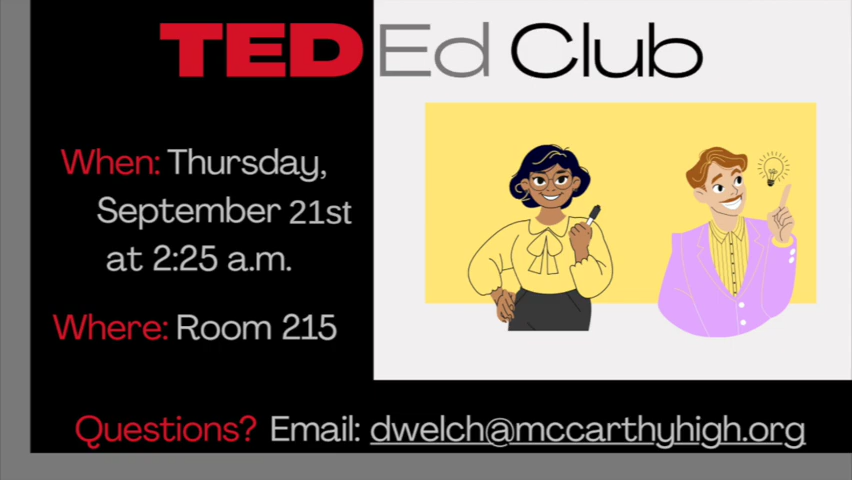 TED Ed Club
When: Thursday,
September 21st
at 2:25 a.m.
Where: Room 215
Questions? Email: dwelch@mccarthyhigh.org